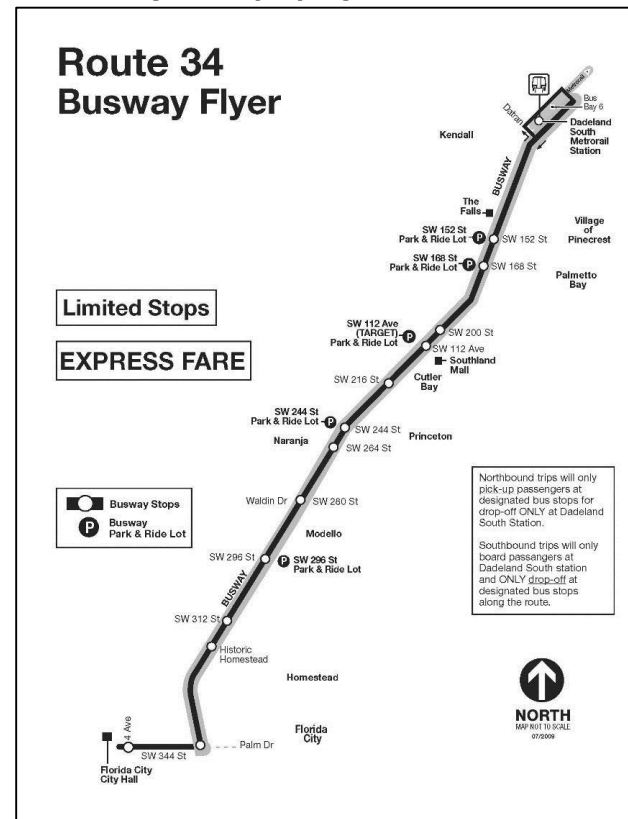 Route 34
Busway Flyer
Metrorail
Bus
Bay 6
Datran
Dadeland
South
Metrorail
Station
Kendall
BUSWAY
The
Falls
SW 152 St
Park & Ride Lot
P
SW 152 St
Village
of
Pinecrest
SW 168 St
Park & Ride Lot
P
SW 168 St
Palmetto
Bay
Limited Stops
EXPRESS FARE
SW 112 Ave
(TARGET)
Park & Ride Lot
P
SW 200 St
SW 112 Ave
Southland
Mall
SW 216 St
Cutler
Bay
SW 244 St
Park & Ride Lot
P
SW 244 St
Naranja
Princeton
SW 264 St
Busway Stops
P
Busway
Park & Ride Lot
Waldin Dr
SW 280 St
Modello
SW 296 St
P
SW 296 St
Park & Ride Lot
BUSWAY
SW 312 St
Historic
Homestead
Homestead
Florida
City
4 Ave
Palm Dr
SW 344 St
Florida City
City Hall
Northbound trips will only
pick-up passengers at
designated bus stops for
drop-off ONLY at Dadeland
South Station.
Southbound trips will only
board passangers at
Dadeland South station
and ONLY drop-off at
designated bus stops
along the route.
NORTH
MAP NOT TO SCALE
07/2009